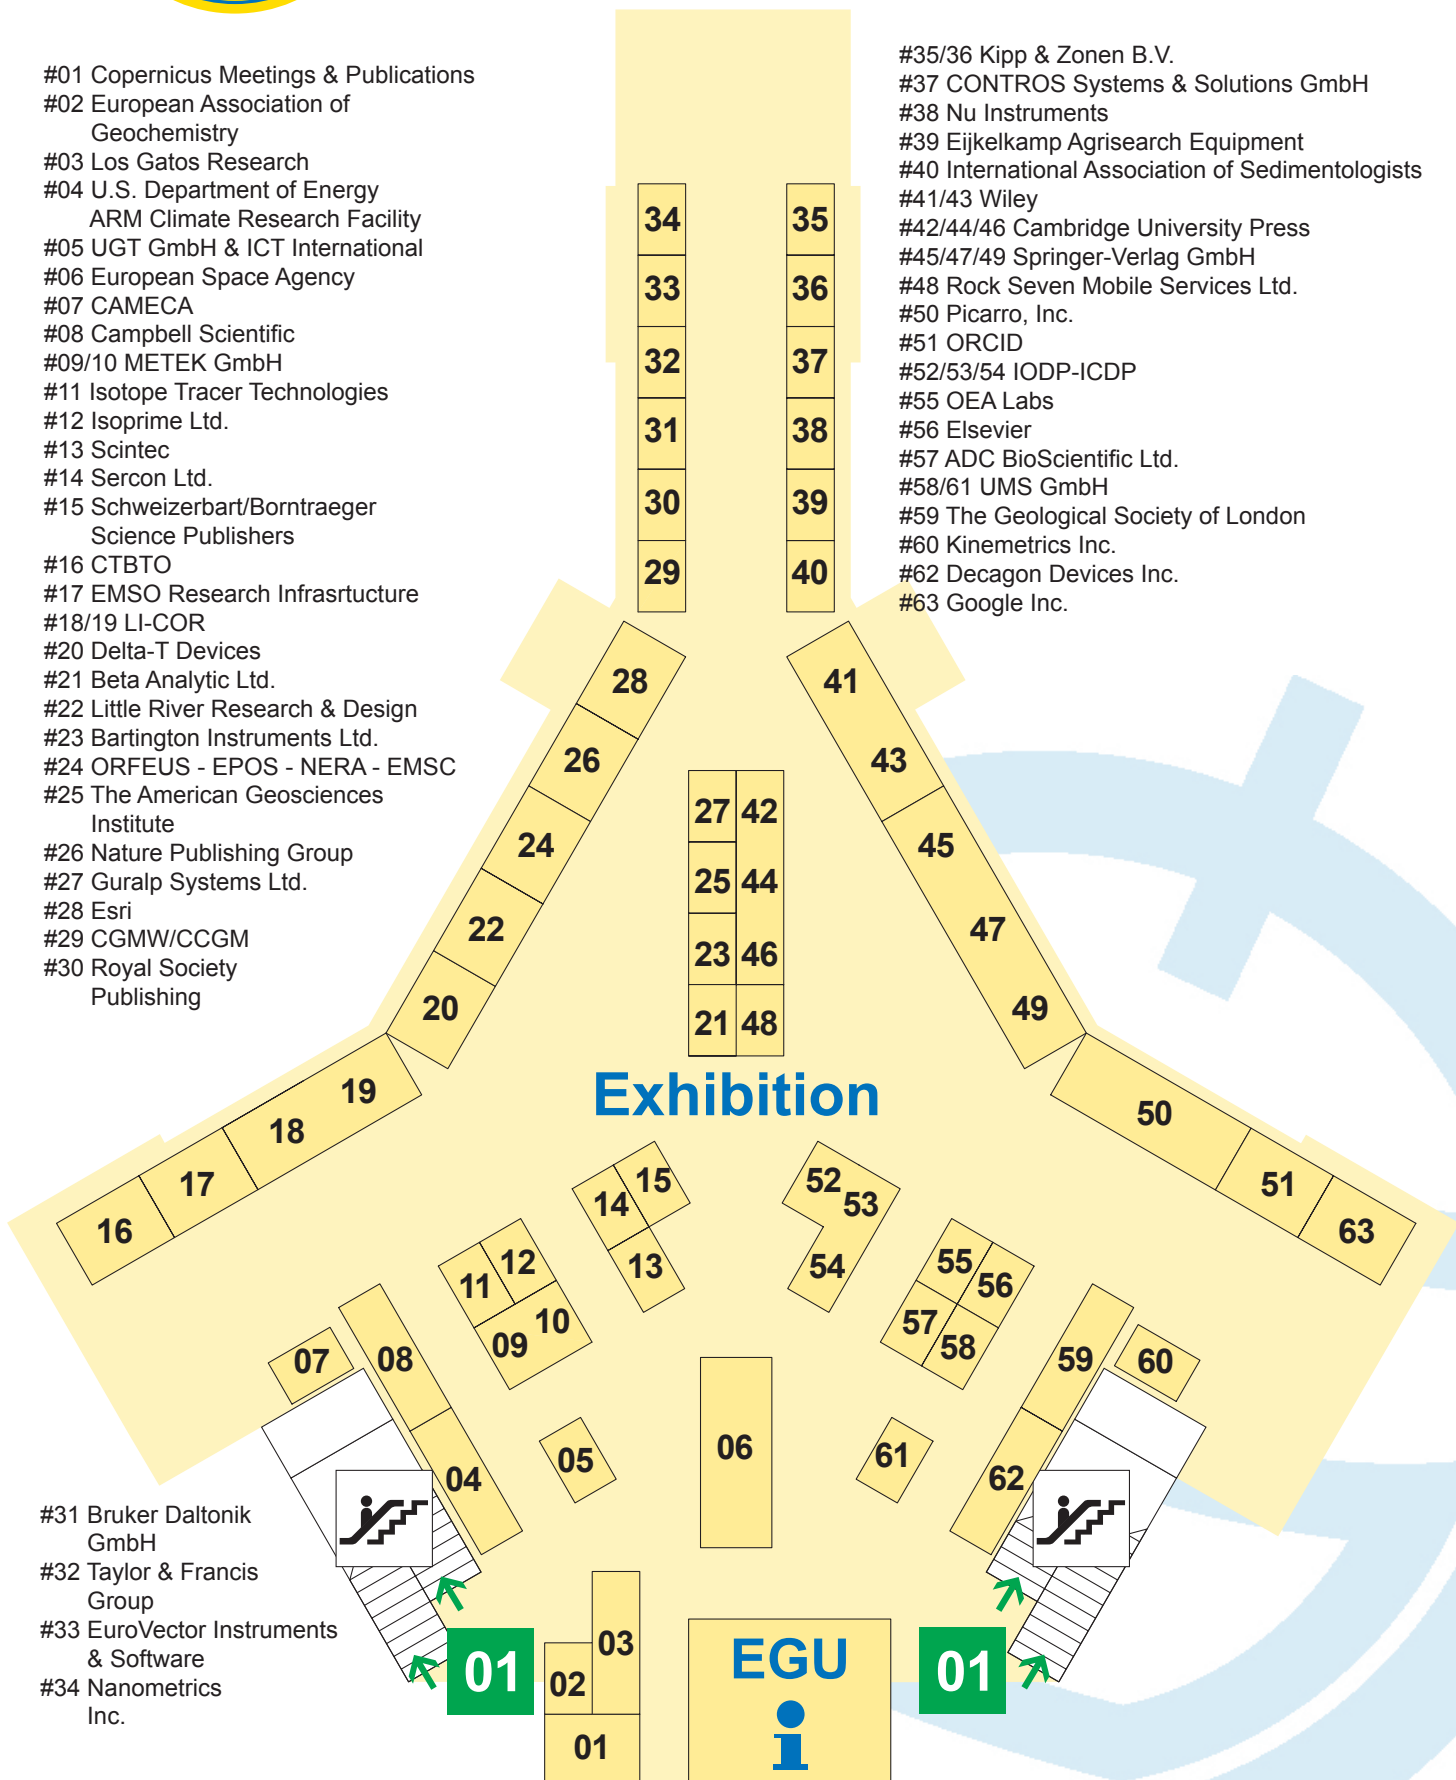 #01 Copernicus Meetings & Publications
#02 European Association of
Geochemistry
#03 Los Gatos Research
#04 U.S. Department of Energy
ARM Climate Research Facility
#05 UGT GmbH & ICT International
#06 European Space Agency
#07 CAMECA
#08 Campbell Scientific
#09/10 METEK GmbH
#11 Isotope Tracer Technologies
#12 Isoprime Ltd.
#13 Scintec
#14 Sercon Ltd.
#15 Schweizerbart/Borntraeger
Science Publishers
#16 CTBTO
#17 EMSO Research Infrasrtucture
#18/19 LI-COR
#20 Delta-T Devices
#21 Beta Analytic Ltd.
#22 Little River Research & Design
#23 Bartington Instruments Ltd.
#24 ORFEUS - EPOS - NERA - EMSC
#25 The American Geosciences
Institute
#26 Nature Publishing Group
#27 Guralp Systems Ltd.
#28 Esri
#29 CGMW/CCGM
#30 Royal Society
Publishing
#31 Bruker Daltonik
GmbH
#32 Taylor & Francis
Group
#33 EuroVector Instruments
& Software
#34 Nanometrics
Inc.
#35/36 Kipp & Zonen B.V.
#37 CONTROS Systems & Solutions GmbH
#38 Nu Instruments
#39 Eijkelkamp Agrisearch Equipment
#40 International Association of Sedimentologists
#41/43 Wiley
#42/44/46 Cambridge University Press
#45/47/49 Springer-Verlag GmbH
#48 Rock Seven Mobile Services Ltd.
#50 Picarro, Inc.
#51 ORCID
#52/53/54 IODP-ICDP
#55 OEA Labs
#56 Elsevier
#57 ADC BioScientific Ltd.
#58/61 UMS GmbH
#59 The Geological Society of London
#60 Kinemetrics Inc.
#62 Decagon Devices Inc.
#63 Google Inc.
34
35
33
36
32
37
31
38
30
39
29
40
28
41
26
43
27
42
24
45
25
44
22
47
23
46
20
49
21
48
Exhibition
19
18
50
17
51
16
63
15
14
52
53
13
54
12
11
10
09
55
56
57
58
07
08
59
60
04
05
06
61
62
03
02
01
01
EGU
i
01